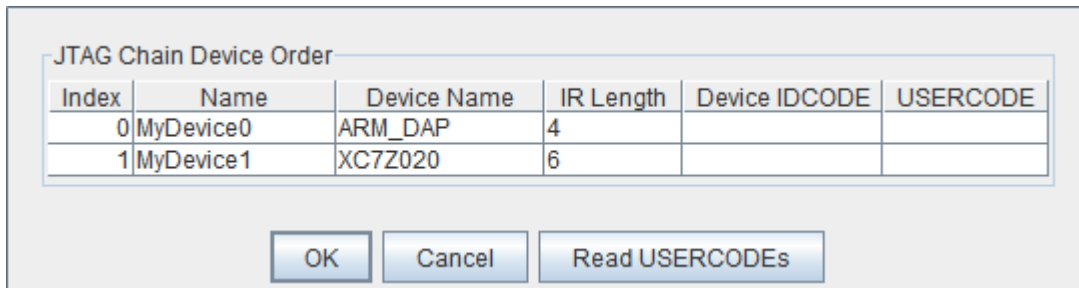 JTAG Chain Device Order
Index Name Device Name IR Length Device IDCODE USERCODE
0 MyDevice0 ARM_DAP 4
1 MyDevice1 XC7Z020 6
OK Cancel Read USERCODEs